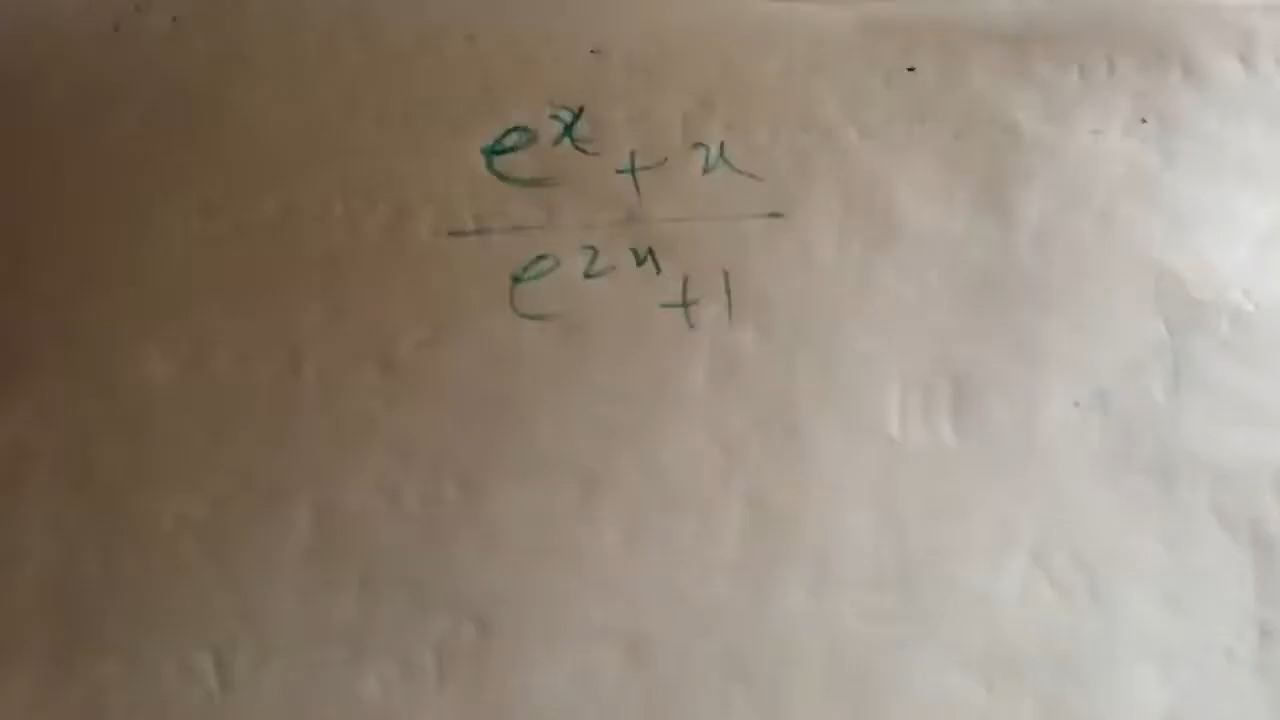 e^x + x
e^2x + 1